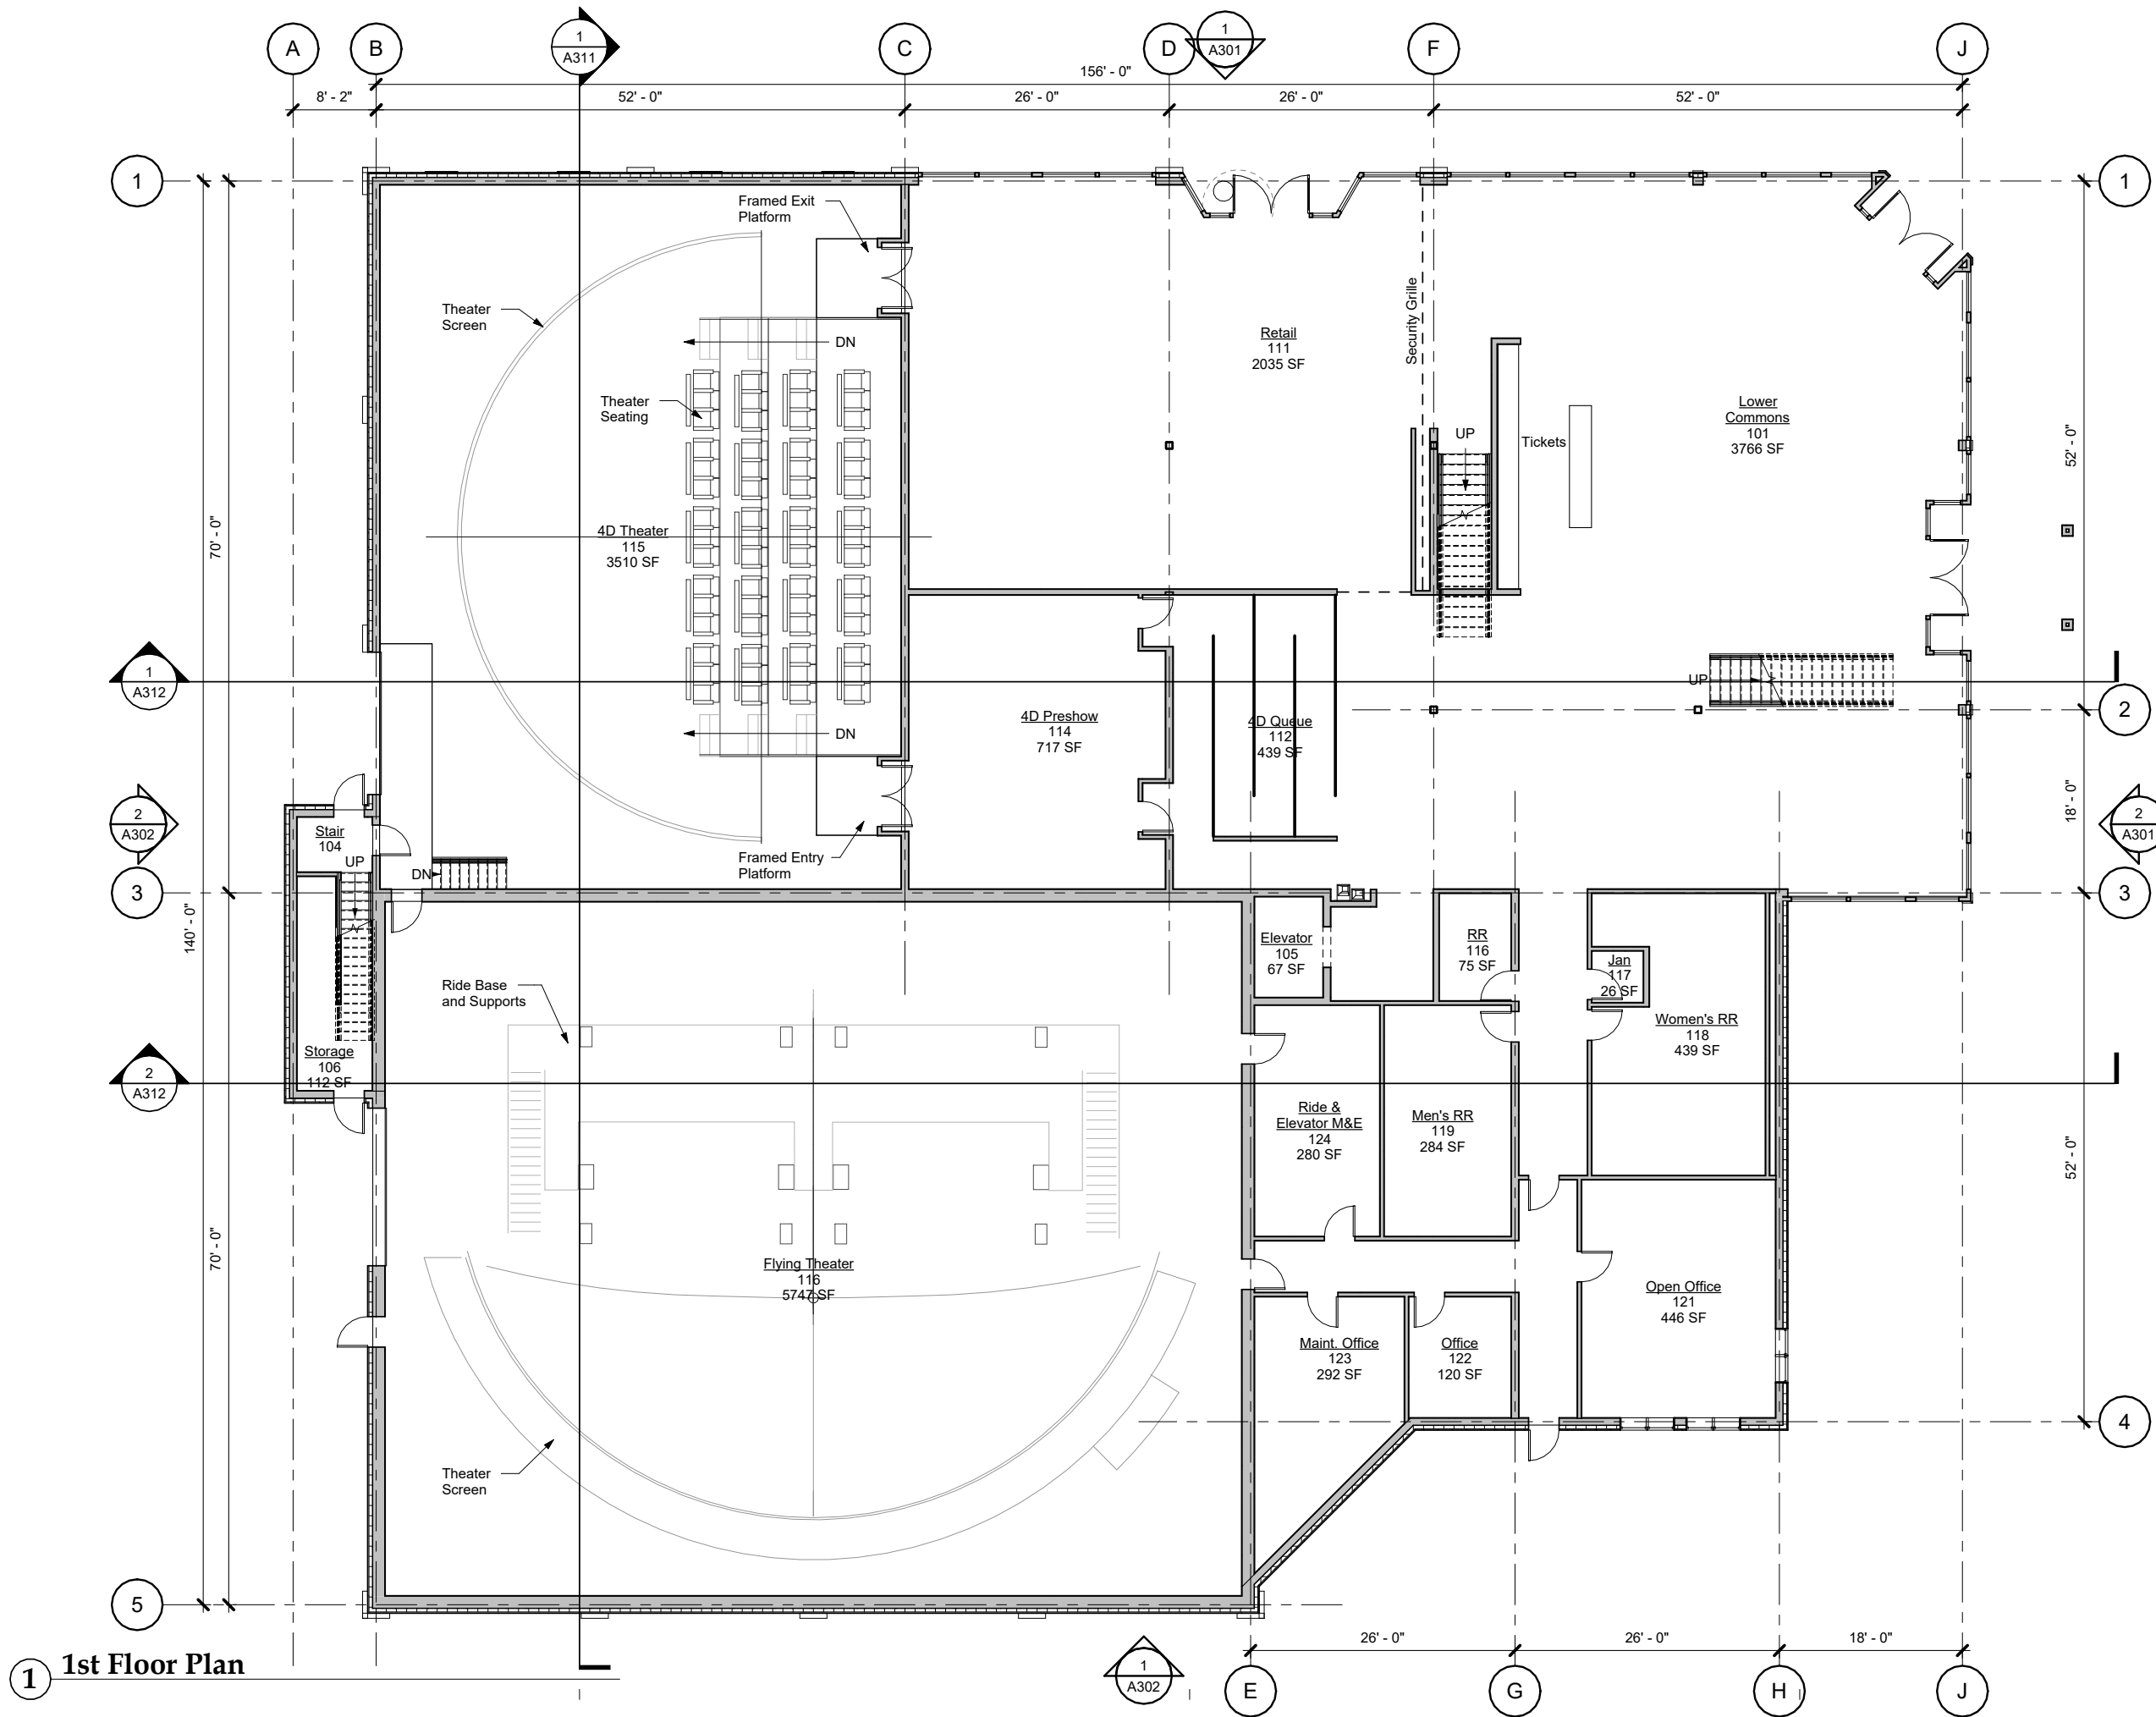 A
B
1
A311
C
D
1
A301
F
J
156' - 0"
8' - 2"
52' - 0"
26' - 0"
26' - 0"
52' - 0"
1
1
Framed Exit
Platform
Theater
Screen
DN
Security Grille
Retail
111
2035 SF
Theater
Seating
Lower
Commons
101
3766 SF
UP
Tickets
52' - 0"
70' - 0"
4D Theater
115
3510 SF
1
A312
UP
2
4D Preshow
114
717 SF
4D Queue
112
439 SF
DN
2
A302
Stair
104
UP
DN
Framed Entry
Platform
18' - 0"
2
A301
3
3
140' - 0"
Elevator
105
67 SF
RR
116
75 SF
Jan
117
26 SF
Ride Base
and Supports
Women's RR
118
439 SF
Storage
106
112 SF
2
A312
Ride &
Elevator M&E
124
280 SF
Men's RR
119
284 SF
52' - 0"
70' - 0"
Flying Theater
116
5747 SF
Open Office
121
446 SF
Maint. Office
123
292 SF
Office
122
120 SF
4
Theater
Screen
5
26' - 0"
26' - 0"
18' - 0"
1
1st Floor Plan
1
A302
E
G
H
J